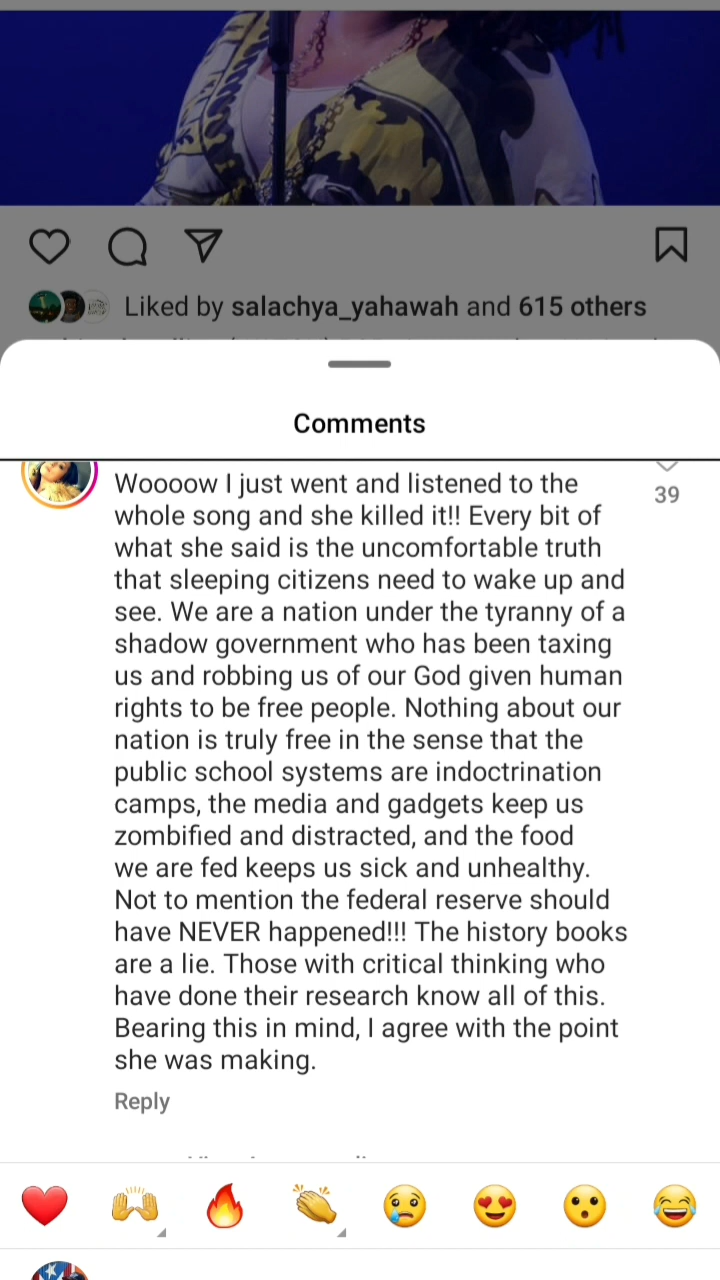 Liked by salachya_yahawah and 615 others
Comments
Woooow I just went and listened to the
whole song and she killed it!! Every bit of
what she said is the uncomfortable truth
that sleeping citizens need to wake up and
see. We are a nation under the tyranny of a
shadow government who has been taxing
us and robbing us of our God given human
rights to be free people. Nothing about our
nation is truly free in the sense that the
public school systems are indoctrination
camps, the media and gadgets keep us
zombified and distracted, and the food
we are fed keeps us sick and unhealthy.
Not to mention the federal reserve should
have NEVER happened!!! The history books
are a lie. Those with critical thinking who
have done their research know all of this.
Bearing this in mind, I agree with the point
she was making.
39
Reply